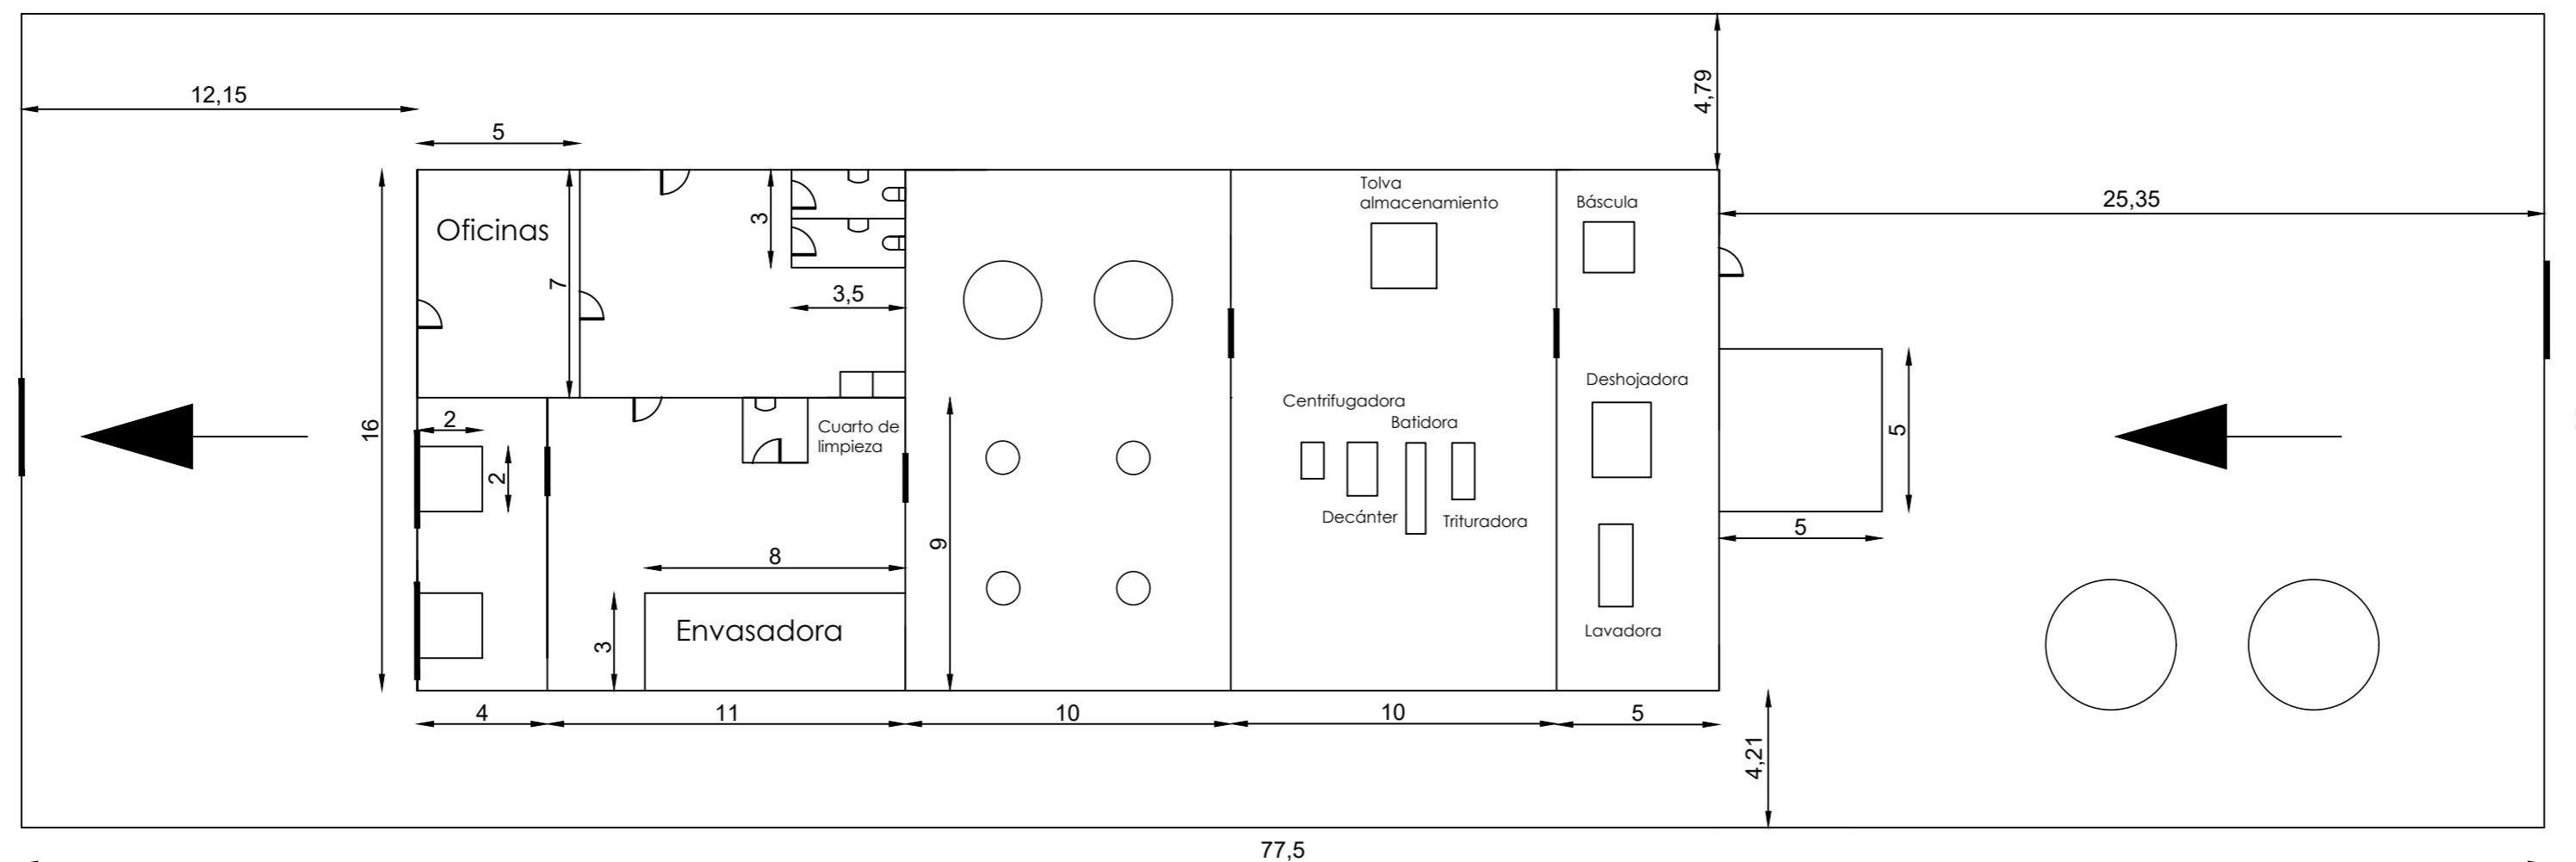 4,79
12,15
5
Tolva
almacenamiento
Báscula
25,35
Oficinas
3
7
3,5
Deshojadora
Centrifugadora
Batidora
2
16
Cuarto de
limpieza
5
2
Decánter
Trituradora
5
9
8
3
Envasadora
Lavadora
4
11
10
10
5
4,21
77,5